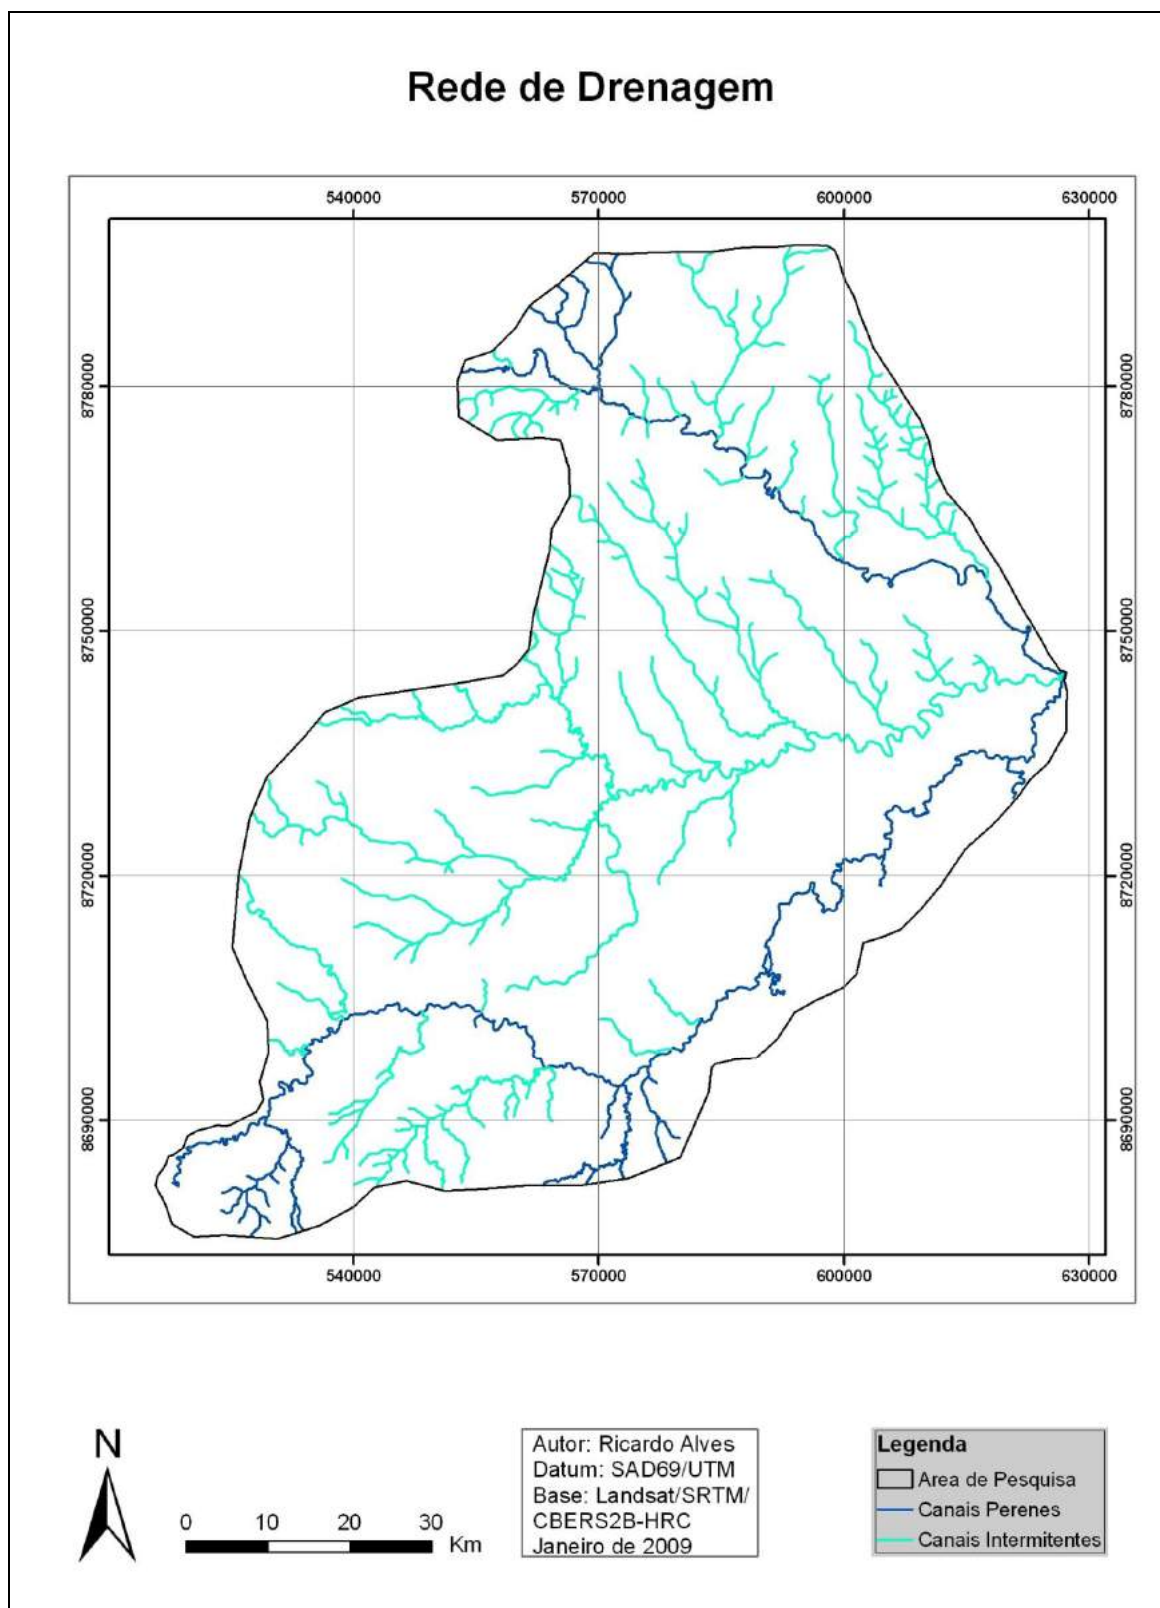 Rede de Drenagem
540000
570000
600000
630000
8780000
8780000
8750000
8750000
8720000
8720000
8690000
8690000
540000
570000
600000
630000
N
0
10
20
30
Km
Autor: Ricardo Alves
Datum: SAD69/UTM
Base: Landsat/SRTM/
CBERS2B-HRC
Janeiro de 2009
Legenda
Area de Pesquisa
Canais Perenes
Canais Intermitentes